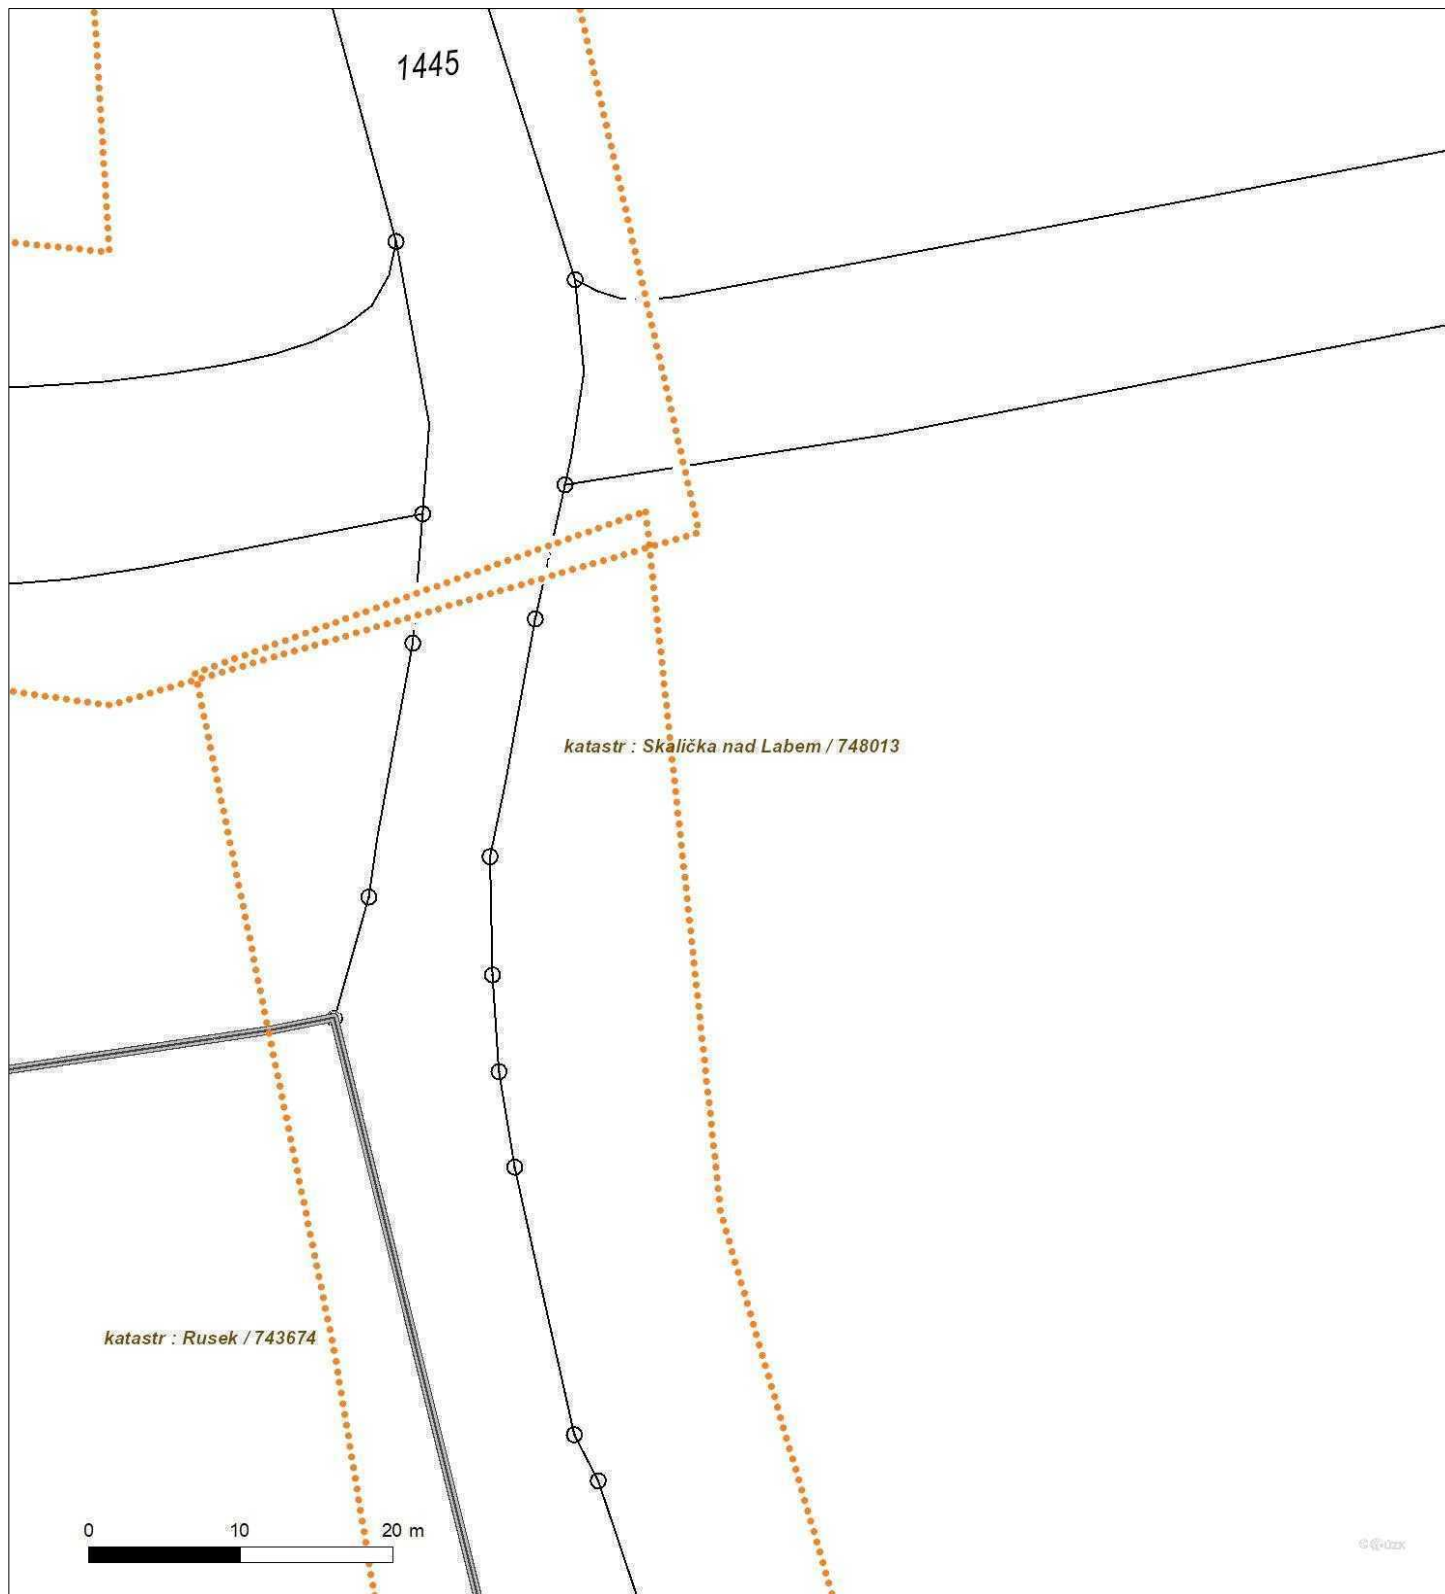 1445
katastr : Skalička nad Labem / 748013
katastr : Rusek / 743674
0 10 20 m